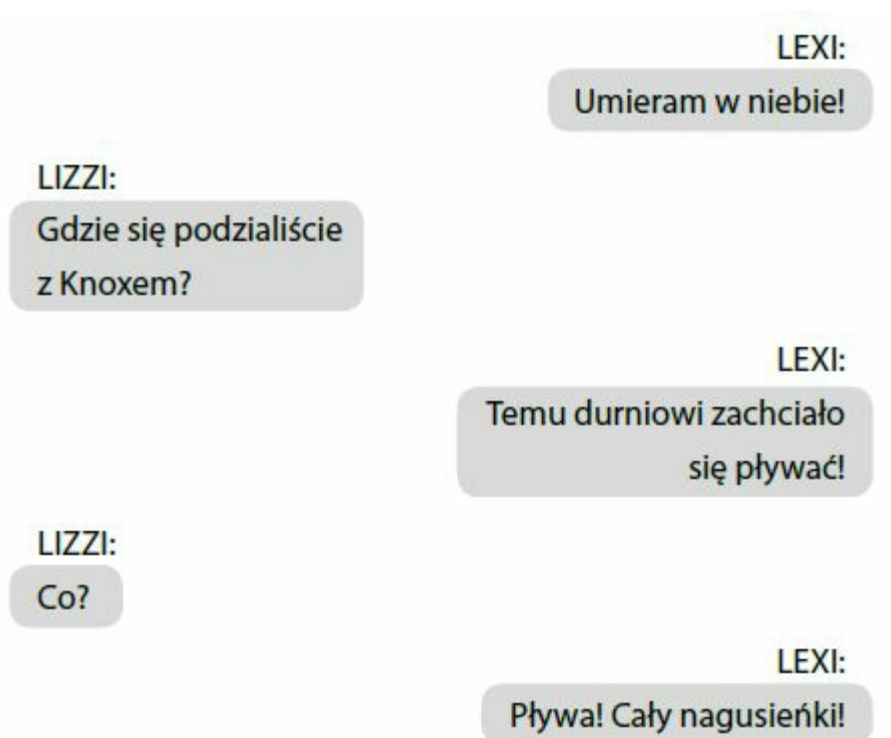 LEXI:
Umieram w niebie!
LIZZI:
Gdzie się podzialiście
z Knoxem?
LEXI:
Temu durniowi zachciało
się pływać!
LIZZI:
Co?
LEXI:
Pływa! Cały nagusieńki!